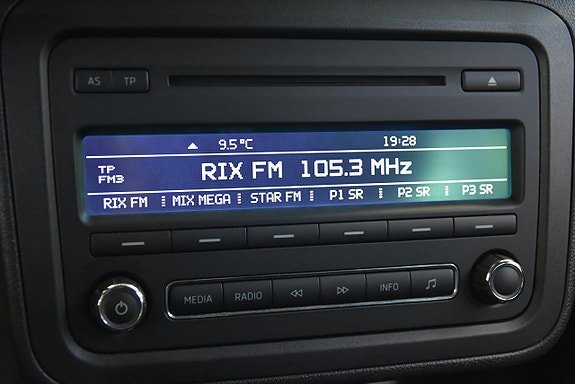 AS TP
9.5°C 19:28
TP
FM3
RIX FM 105.3 MHz
RIX FM MIX MEGA STAR FM P1 SR P2 SR P3 SR
MEDIA RADIO INFO